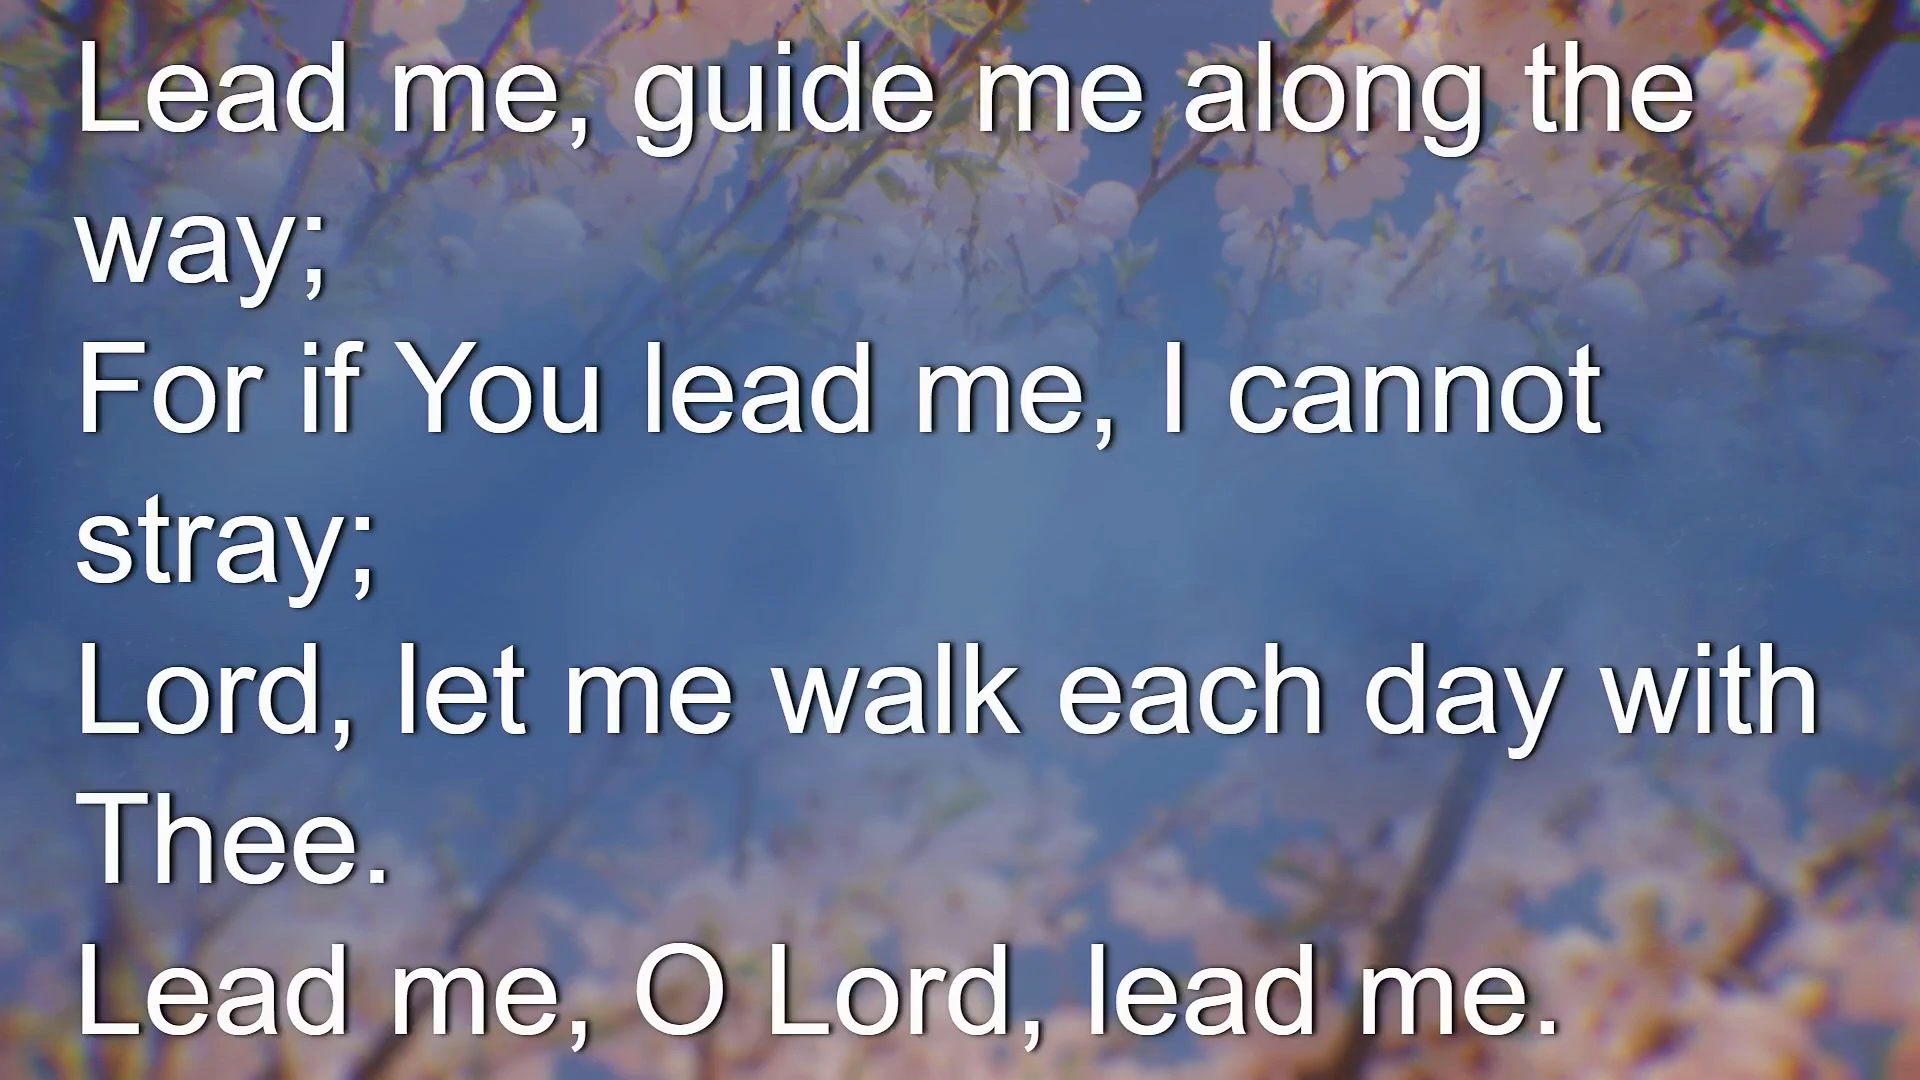 Lead me, guide me along the
way;
For if You lead me, I cannot
stray;
Lord, let me walk each day with
Thee.
Lead me, O Lord, lead me.